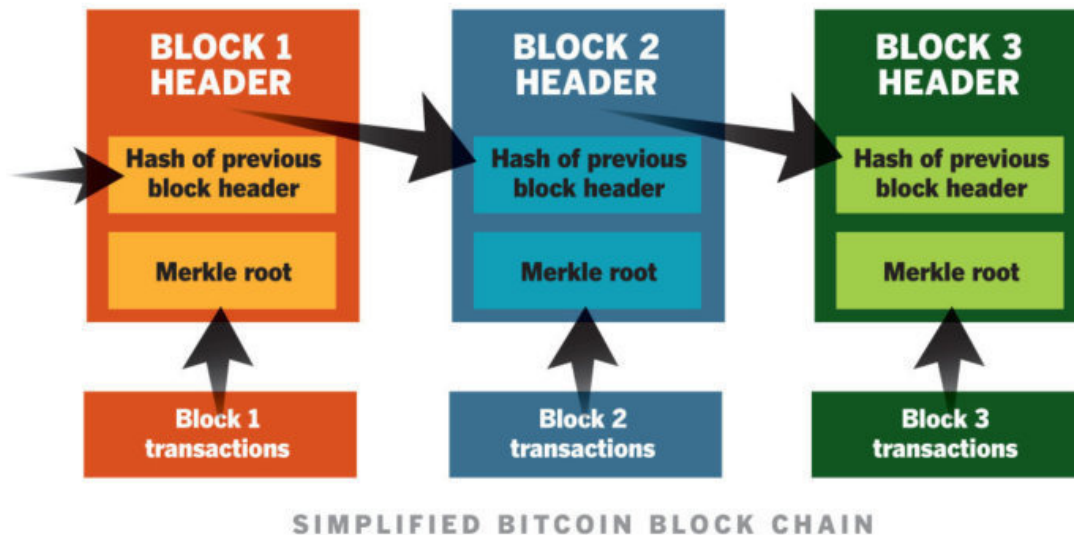 BLOCK 1
HEADER
Hash of previous
block header
Merkle root
Block 1
transactions
BLOCK 2
HEADER
Hash of previous
block header
Merkle root
Block 2
transactions
BLOCK 3
HEADER
Hash of previous
block header
Merkle root
Block 3
transactions
SIMPLIFIED BITCOIN BLOCK CHAIN